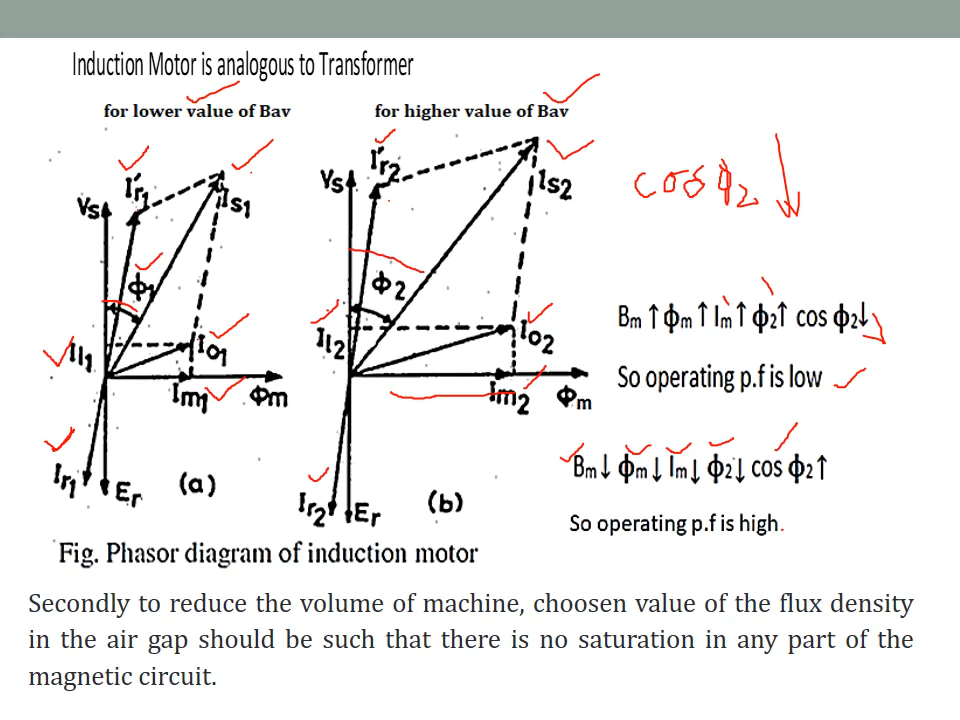 Induction Motor is analogous to Transformer
for lower value of Bav
for higher value of Bav
Vs
I'r1
Is1
Φ1
Il1
Io1
Im1
Φm
Ir1
Er
(a)
Vs
I'r2
Is2
Φ2
Il2
Io2
Im2
Φm
Ir2
Er
(b)
cos φ2 ↓
Bm ↑ ϕm ↑ Im ↑ ϕ2↑ cos ϕ2↓
So operating p.f is low
Bm ↓ ϕm ↓ Im ↓ ϕ2↓ cos ϕ2 ↑
So operating p.f is high.
Fig. Phasor diagram of induction motor
Secondly to reduce the volume of machine, choosen value of the flux density
in the air gap should be such that there is no saturation in any part of the
magnetic circuit.